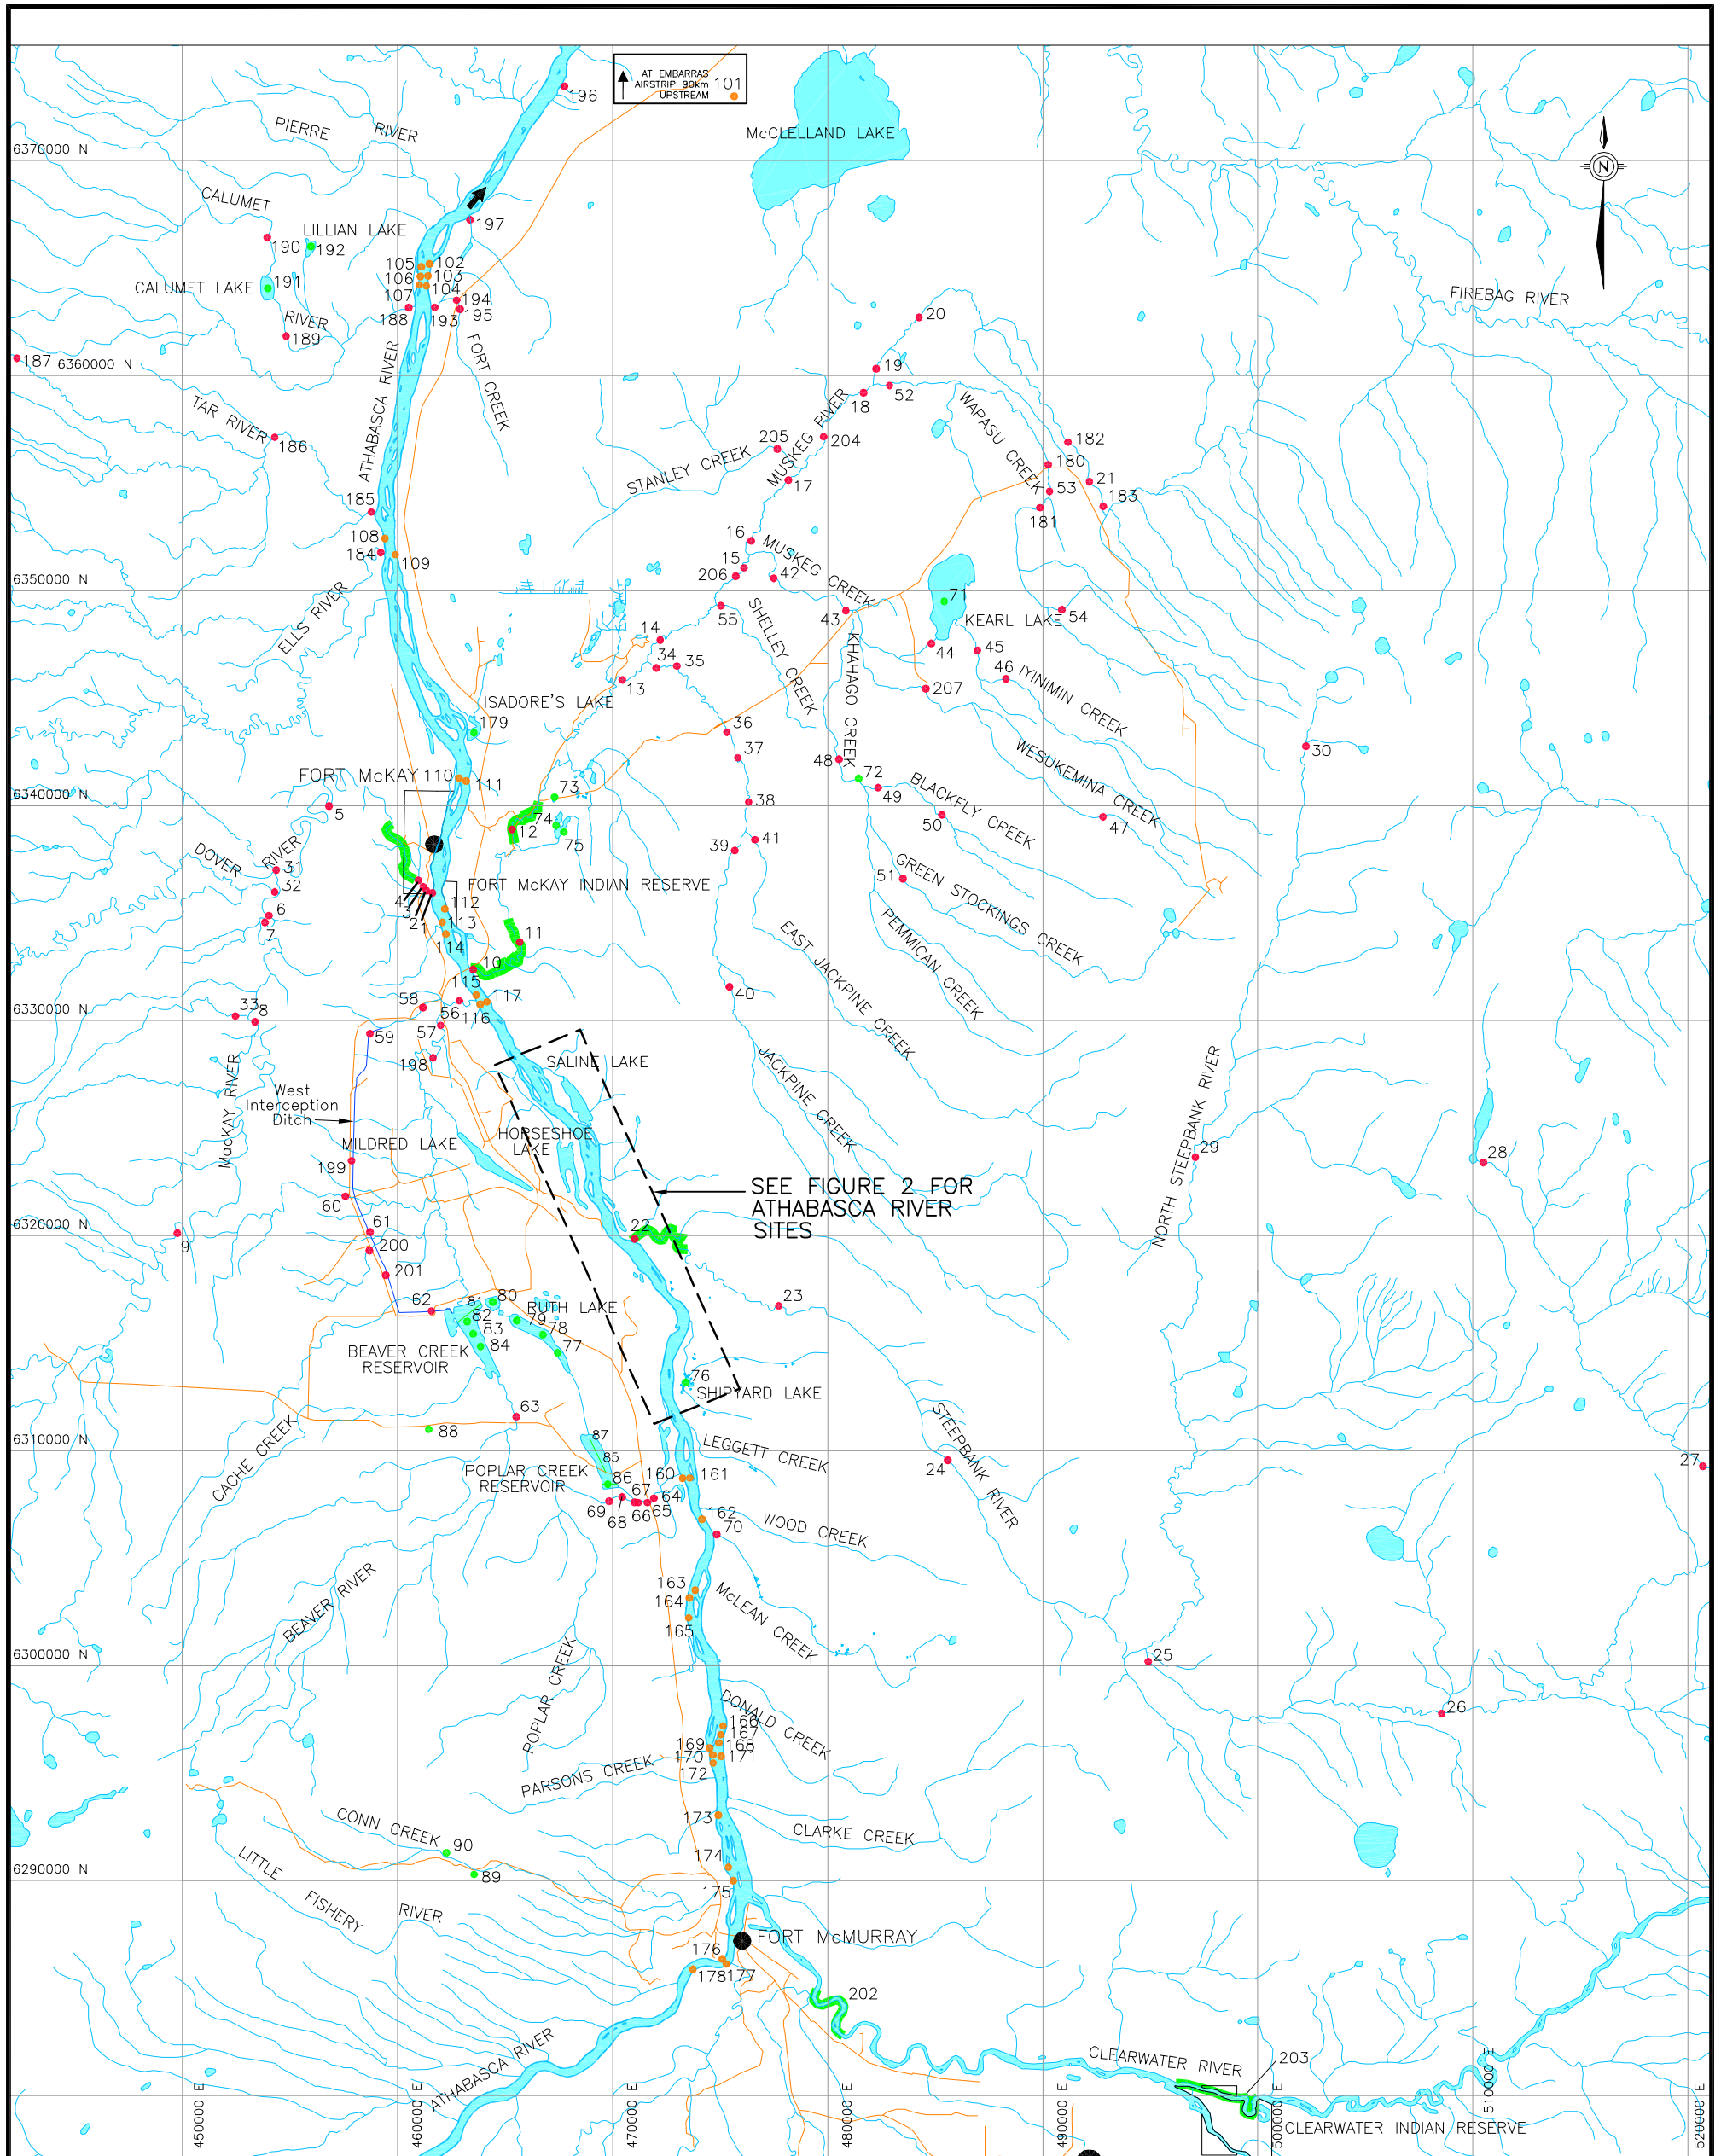 AT EMBARRAS
AIRSTRIP 90km
UPSTREAM
101
196
McCLELLAND LAKE
PIERRE RIVER
6370000 N
N
CALUMET
197
LILLIAN LAKE
190
192
105
102
106
103
CALUMET LAKE
191
104
107
194
FIREBAG RIVER
188
193
195
RIVER
20
189
ATHABASCA RIVER
FORT CREEK
187
6360000 N
19
52
18
TAR RIVER
MUSKEG RIVER
WAPASU CREEK
186
205
204
182
STANLEY CREEK
180
17
21
53
185
183
181
108
16
184
109
MUSKEG CREEK
15
206
42
6350000 N
71
ELLS RIVER
55
43
KEARL LAKE
54
SHELLEY CREEK
14
KHAHAGO CREEK
44
45
34
35
46
IYINIMIN CREEK
13
207
ISADORE'S LAKE
179
36
WESUKEMINA CREEK
30
37
48
FORT McKAY
110
72
111
BLACKFLY CREEK
49
73
6340000 N
5
38
74
12
50
47
75
41
DOVER RIVER
39
GREEN STOCKINGS CREEK
31
51
FORT McKAY INDIAN RESERVE
32
4
3
6
112
PEMMICAN CREEK
21
113
7
EAST JACKPINE CREEK
114
11
10
115
40
58
117
33
8
6330000 N
56
116
59
57
JACKPINE CREEK
NORTH STEEPBANK RIVER
198
SALINE LAKE
MacKAY RIVER
West
Interception
Ditch
HORSESHOE
LAKE
MILDRED LAKE
29
28
199
SEE FIGURE 2 FOR
ATHABASCA RIVER
SITES
60
22
61
6320000 N
9
200
201
62
81
80
RUTH LAKE
23
82
79
83
78
BEAVER CREEK
RESERVOIR
84
77
76
SHIPYARD LAKE
63
STEEPBANK RIVER
88
87
6310000 N
CACHE CREEK
LEGGETT CREEK
85
24
27
POPLAR CREEK
RESERVOIR
160
161
86
67
64
69
68
66
65
162
70
WOOD CREEK
BEAVER RIVER
163
164
McLEAN CREEK
165
POPLAR CREEK
6300000 N
25
DONALD CREEK
166
26
167
169
168
170
171
PARSONS CREEK
172
173
CLARKE CREEK
CONN CREEK
90
LITTLE FISHERY RIVER
174
6290000 N
89
175
FORT McMURRAY
176
178
177
202
ATHABASCA RIVER
CLEARWATER RIVER
203
CLEARWATER INDIAN RESERVE
450000 E
460000 E
470000 E
480000 E
490000 E
500000 E
510000 E
520000 E